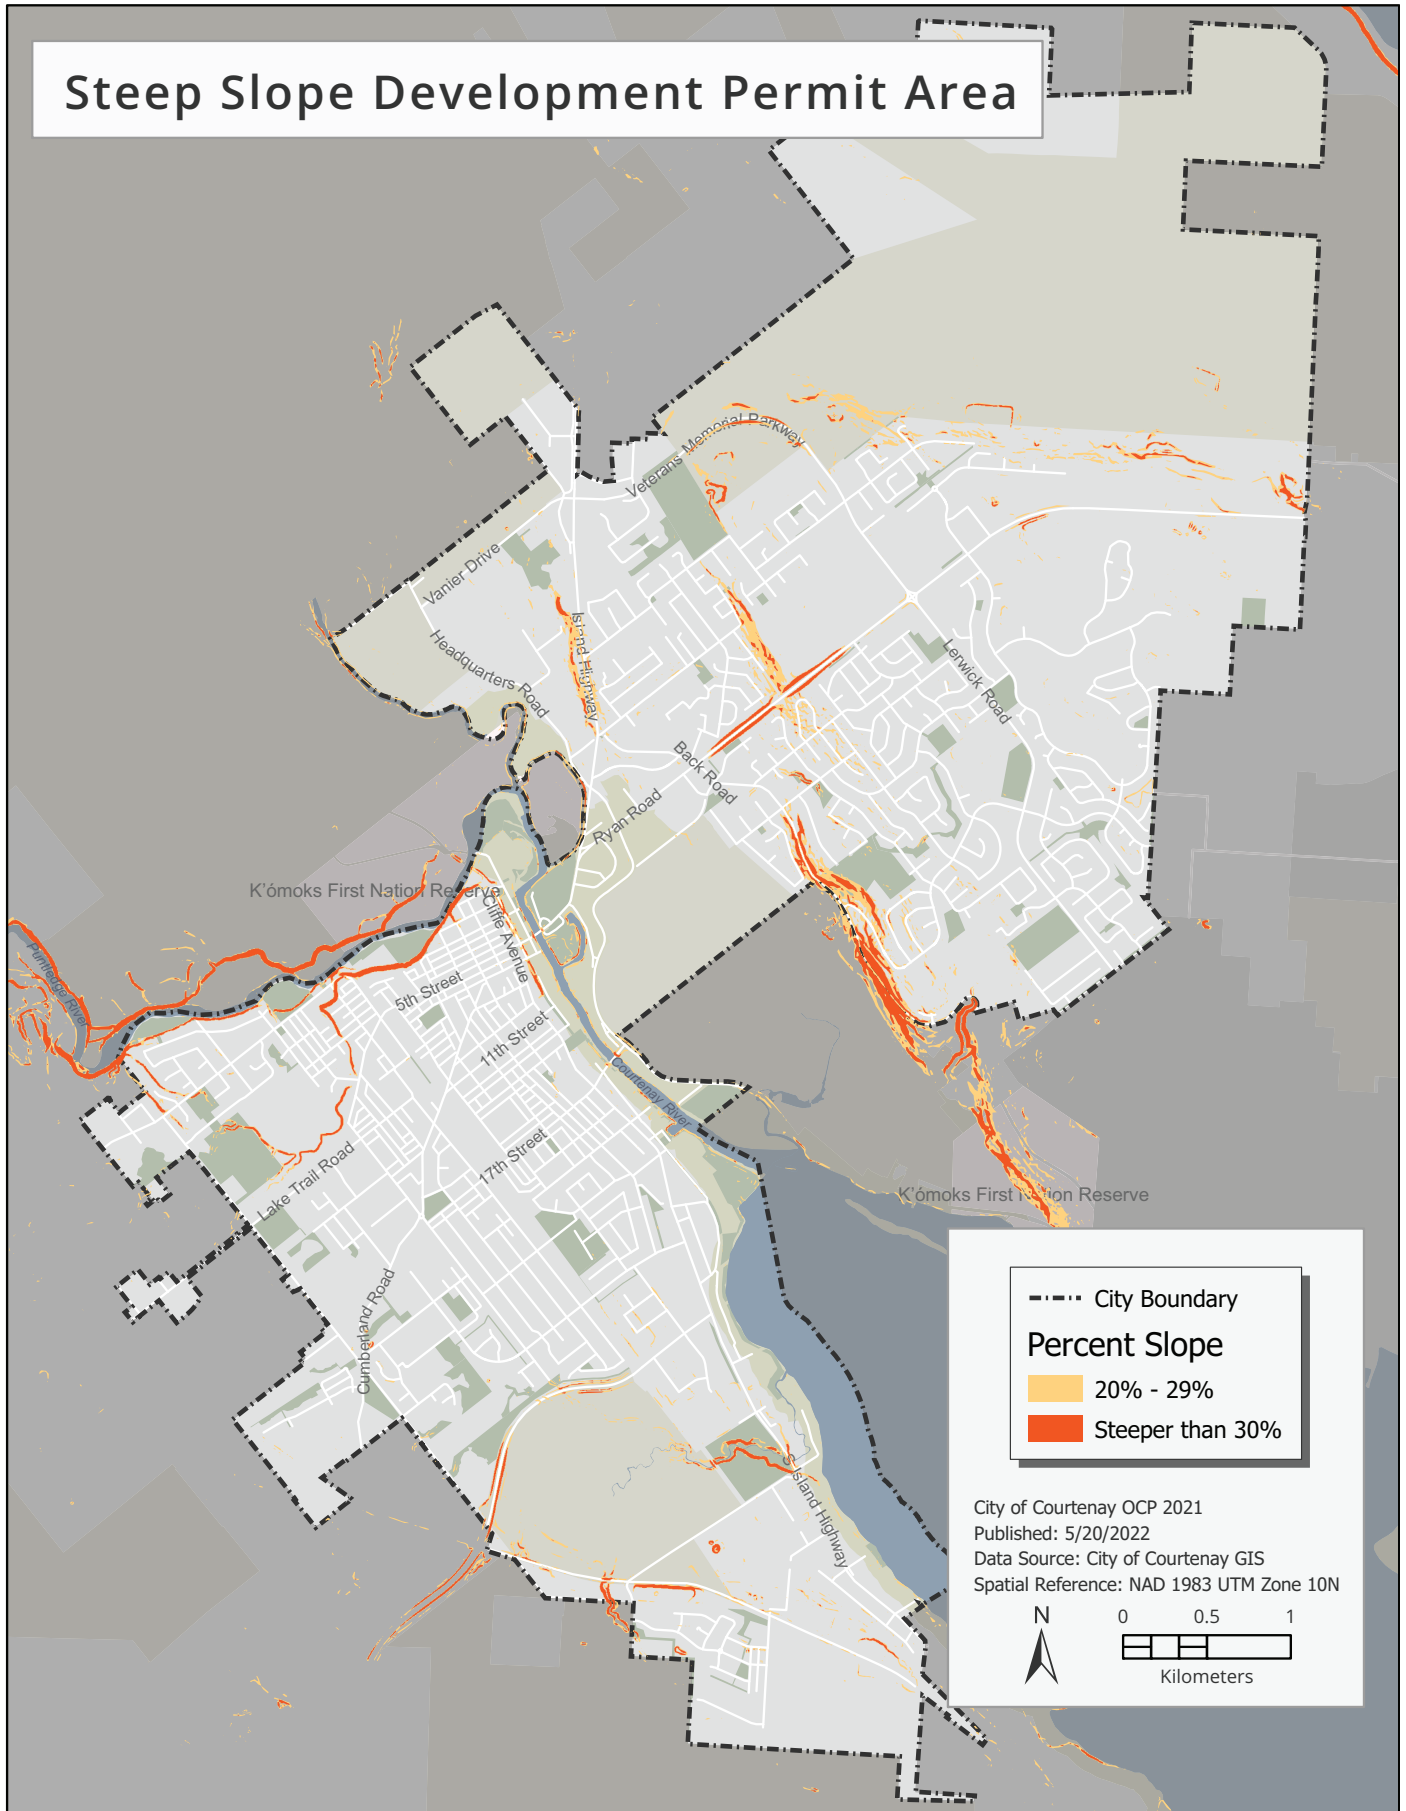 Steep Slope Development Permit Area
Veterans Memorial Parkway
Vanier Drive
Island Highway
Headquarters Road
Lerwick Road
Back Road
Ryan Road
K'ómoks First Nation Reserve
Cliffe Avenue
Puntledge River
5th Street
11th Street
Courtenay River
17th Street
Lake Trail Road
K'ómoks First Nation Reserve
Cumberland Road
S Island Highway
City Boundary
Percent Slope
20% - 29%
Steeper than 30%
City of Courtenay OCP 2021
Published: 5/20/2022
Data Source: City of Courtenay GIS
Spatial Reference: NAD 1983 UTM Zone 10N
N
0 0.5 1
Kilometers